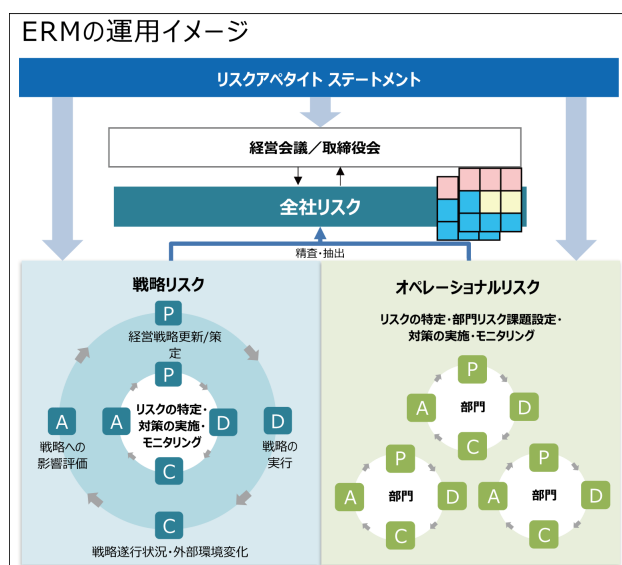 ERMの運用イメージ
リスクアペタイト ステートメント
経営会議／取締役会
全社リスク
精査・抽出
戦略リスク
P
経営戦略更新/策
定
P
A
A
リスクの特定・
対策の実施・
モニタリング
D
D
戦略への
影響評価
戦略の
実行
C
C
戦略遂行状況・外部環境変化
オペレーショナルリスク
リスクの特定・部門リスク課題設定・
対策の実施・モニタリング
P
A
部門
D
C
P
A
部門
D
C
P
A
部門
D
C